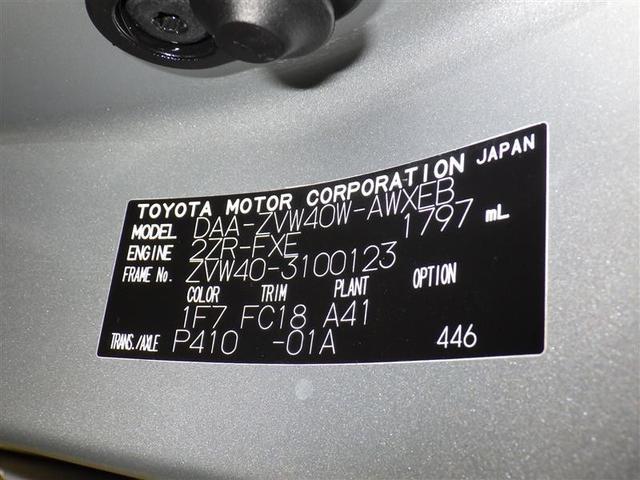 TOYOTA MOTOR CORPORATION JAPAN
MODEL DAA-ZVW40W-AWXEB
ENGINE 2ZR-FXE 1797 mL
FRAME No. ZVW40-3100123
COLOR TRIM PLANT OPTION
1F7 FC18 A41
TRANS./AXLE P410 -01A 446